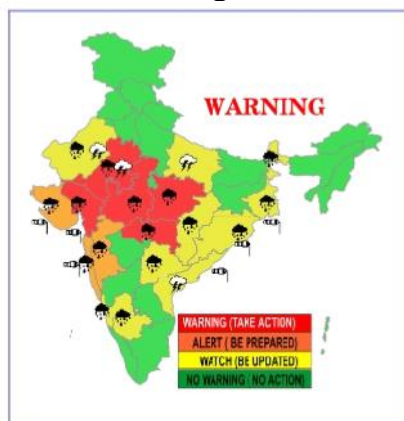 WARNING
WARNING (TAKE ACTION)
ALERT ( BE PREPARED)
WATCH (BE UPDATED)
NO WARNING ( NO ACTION)